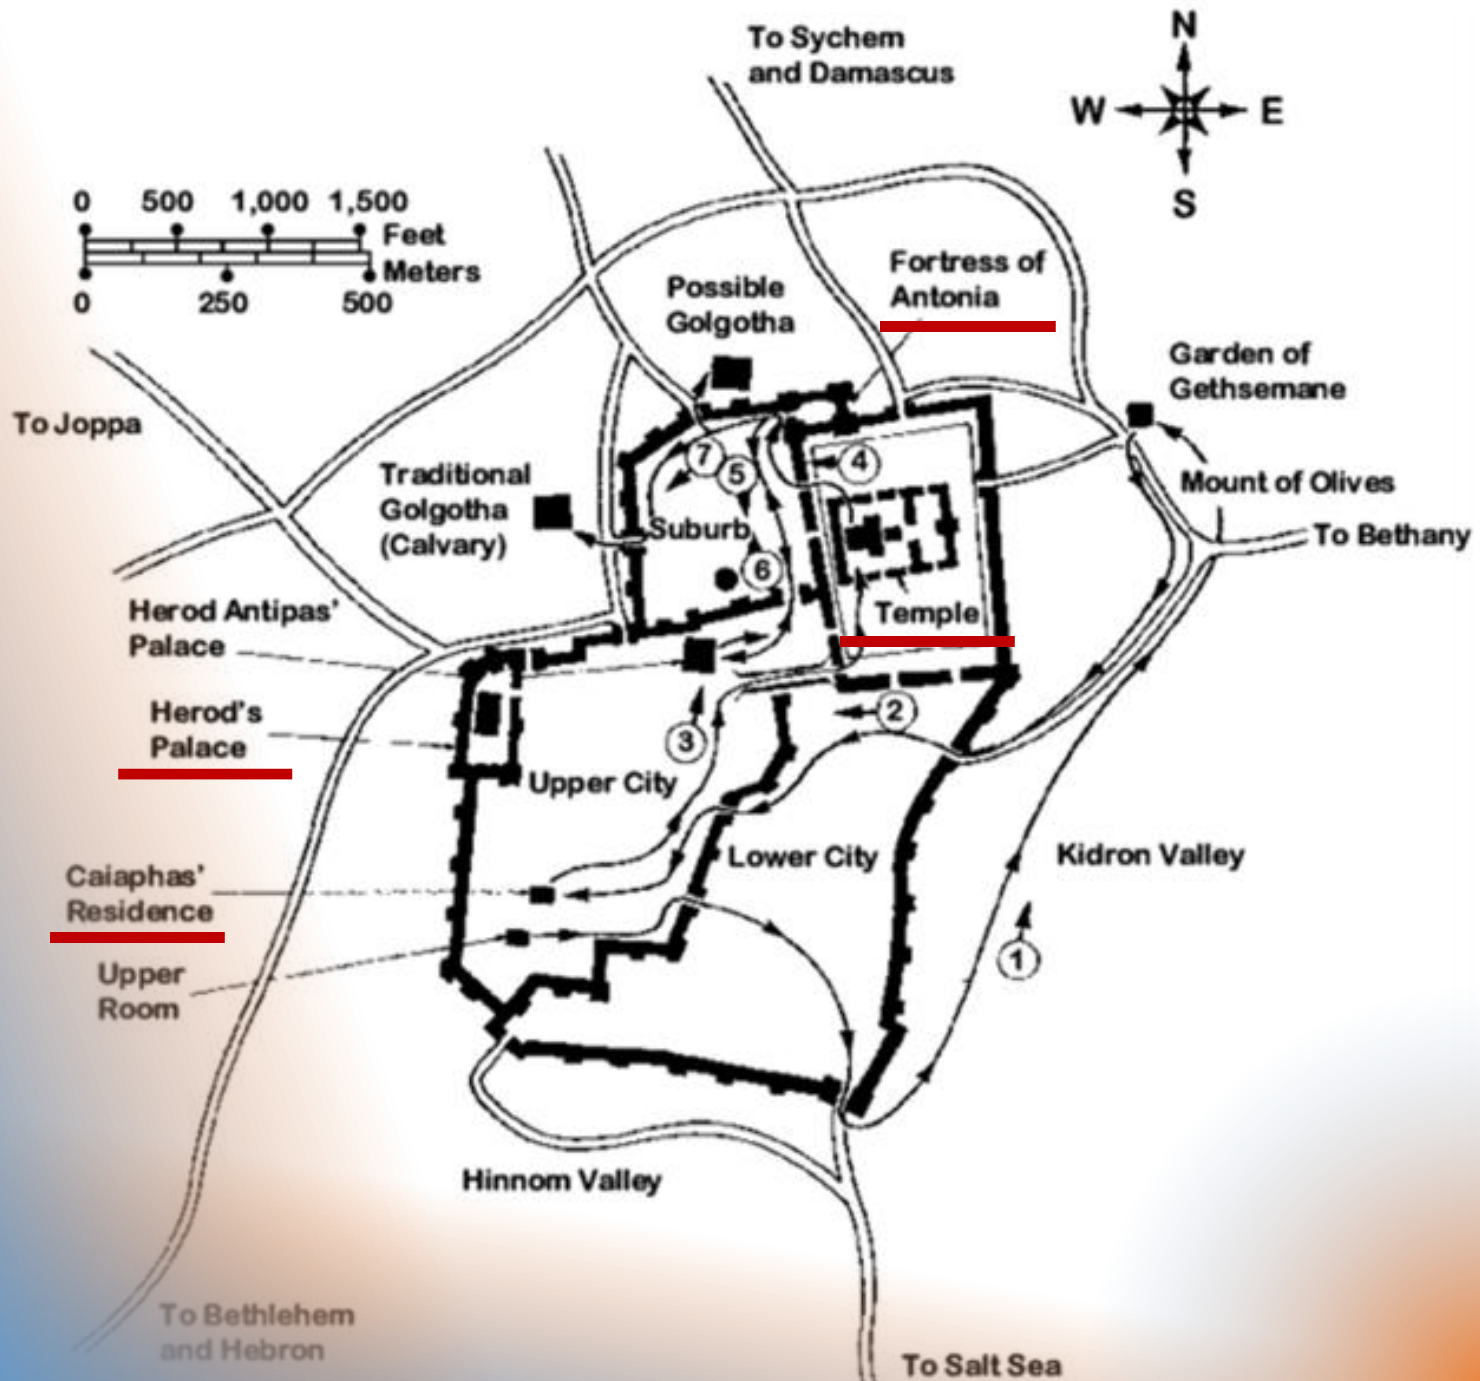 To Sychem
and Damascus
N
W E
S
0 500 1,000 1,500
Feet
Meters
0 250 500
Possible
Golgotha
Fortress of
Antonia
Garden of
Gethsemane
To Joppa
Traditional
Golgotha
(Calvary)
7
5
4
Mount of Olives
Suburb
To Bethany
6
Herod Antipas'
Palace
Temple
Herod's
Palace
2
3
Upper City
Lower City
Kidron Valley
Caiaphas'
Residence
1
Upper
Room
Hinnom Valley
To Bethlehem
and Hebron
To Salt Sea